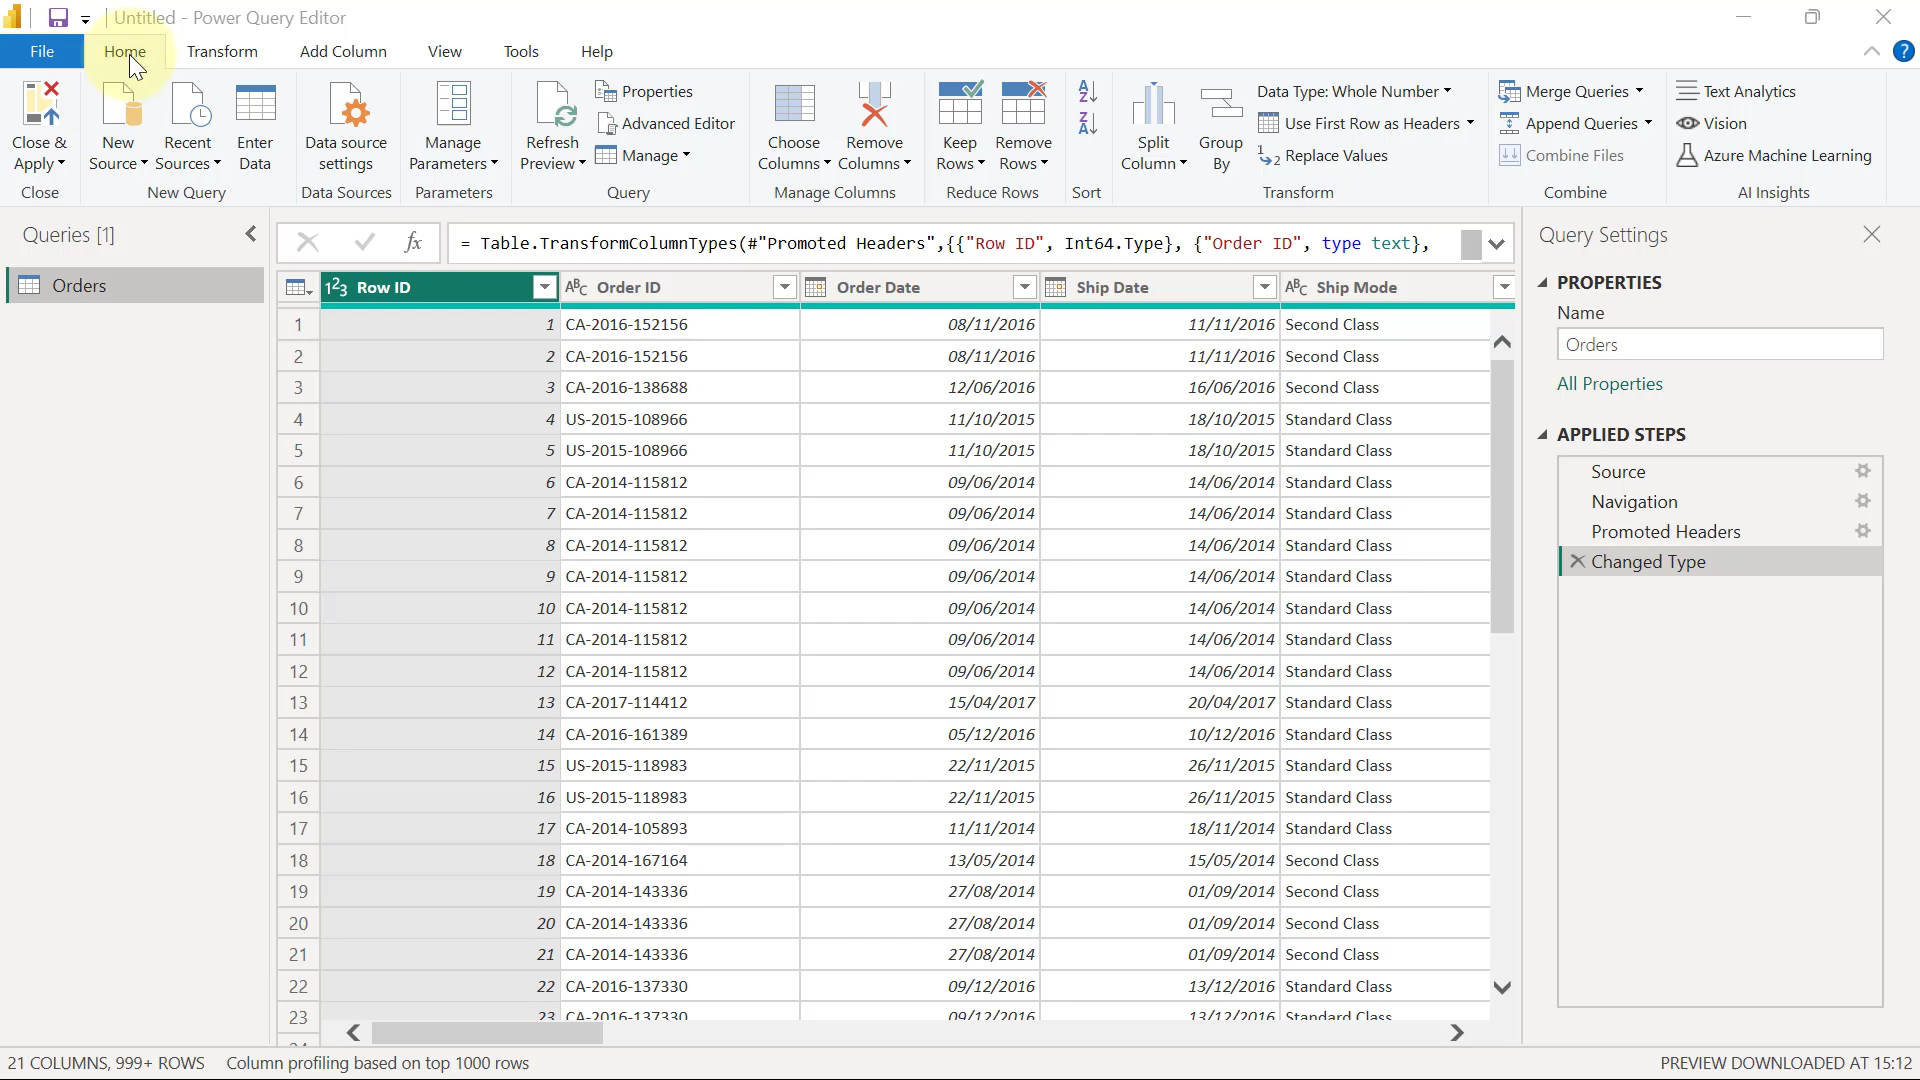 Untitled - Power Query Editor
File Home Transform Add Column View Tools Help
Close & Apply
New Source
Recent Sources
Enter Data
Data source settings
Manage Parameters
Refresh Preview
Properties
Advanced Editor
Manage
Choose Columns
Remove Columns
Keep Rows
Remove Rows
Split Column
Group By
Data Type: Whole Number
Use First Row as Headers
Replace Values
Merge Queries
Append Queries
Combine Files
Text Analytics
Vision
Azure Machine Learning
Close New Query Data Sources Parameters Query Manage Columns Reduce Rows Sort Transform Combine AI Insights
Queries [1]
Orders
fx = Table.TransformColumnTypes(#"Promoted Headers",{{"Row ID", Int64.Type}, {"Order ID", type text},
123 Row ID ABC Order ID Order Date Ship Date ABC Ship Mode
1 1 CA-2016-152156 08/11/2016 11/11/2016 Second Class
2 2 CA-2016-152156 08/11/2016 11/11/2016 Second Class
3 3 CA-2016-138688 12/06/2016 16/06/2016 Second Class
4 4 US-2015-108966 11/10/2015 18/10/2015 Standard Class
5 5 US-2015-108966 11/10/2015 18/10/2015 Standard Class
6 6 CA-2014-115812 09/06/2014 14/06/2014 Standard Class
7 7 CA-2014-115812 09/06/2014 14/06/2014 Standard Class
8 8 CA-2014-115812 09/06/2014 14/06/2014 Standard Class
9 9 CA-2014-115812 09/06/2014 14/06/2014 Standard Class
10 10 CA-2014-115812 09/06/2014 14/06/2014 Standard Class
11 11 CA-2014-115812 09/06/2014 14/06/2014 Standard Class
12 12 CA-2014-115812 09/06/2014 14/06/2014 Standard Class
13 13 CA-2017-114412 15/04/2017 20/04/2017 Standard Class
14 14 CA-2016-161389 05/12/2016 10/12/2016 Standard Class
15 15 US-2015-118983 22/11/2015 26/11/2015 Standard Class
16 16 US-2015-118983 22/11/2015 26/11/2015 Standard Class
17 17 CA-2014-105893 11/11/2014 18/11/2014 Standard Class
18 18 CA-2014-167164 13/05/2014 15/05/2014 Second Class
19 19 CA-2014-143336 27/08/2014 01/09/2014 Second Class
20 20 CA-2014-143336 27/08/2014 01/09/2014 Second Class
21 21 CA-2014-143336 27/08/2014 01/09/2014 Second Class
22 22 CA-2016-137330 09/12/2016 13/12/2016 Standard Class
23 23 CA-2016-137330 09/12/2016 13/12/2016 Standard Class
Query Settings
PROPERTIES
Name
Orders
All Properties
APPLIED STEPS
Source
Navigation
Promoted Headers
Changed Type
21 COLUMNS, 999+ ROWS Column profiling based on top 1000 rows PREVIEW DOWNLOADED AT 15:12